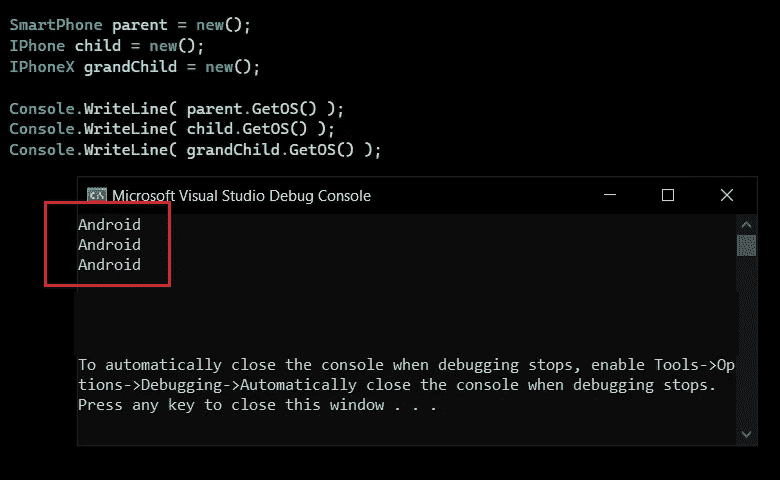 SmartPhone parent = new();
IPhone child = new();
IPhoneX grandChild = new();
Console.WriteLine( parent.GetOS() );
Console.WriteLine( child.GetOS() );
Console.WriteLine( grandChild.GetOS() );
Microsoft Visual Studio Debug Console
Android
Android
Android
To automatically close the console when debugging stops, enable Tools->Op
tions->Debugging->Automatically close the console when debugging stops.
Press any key to close this window . . .